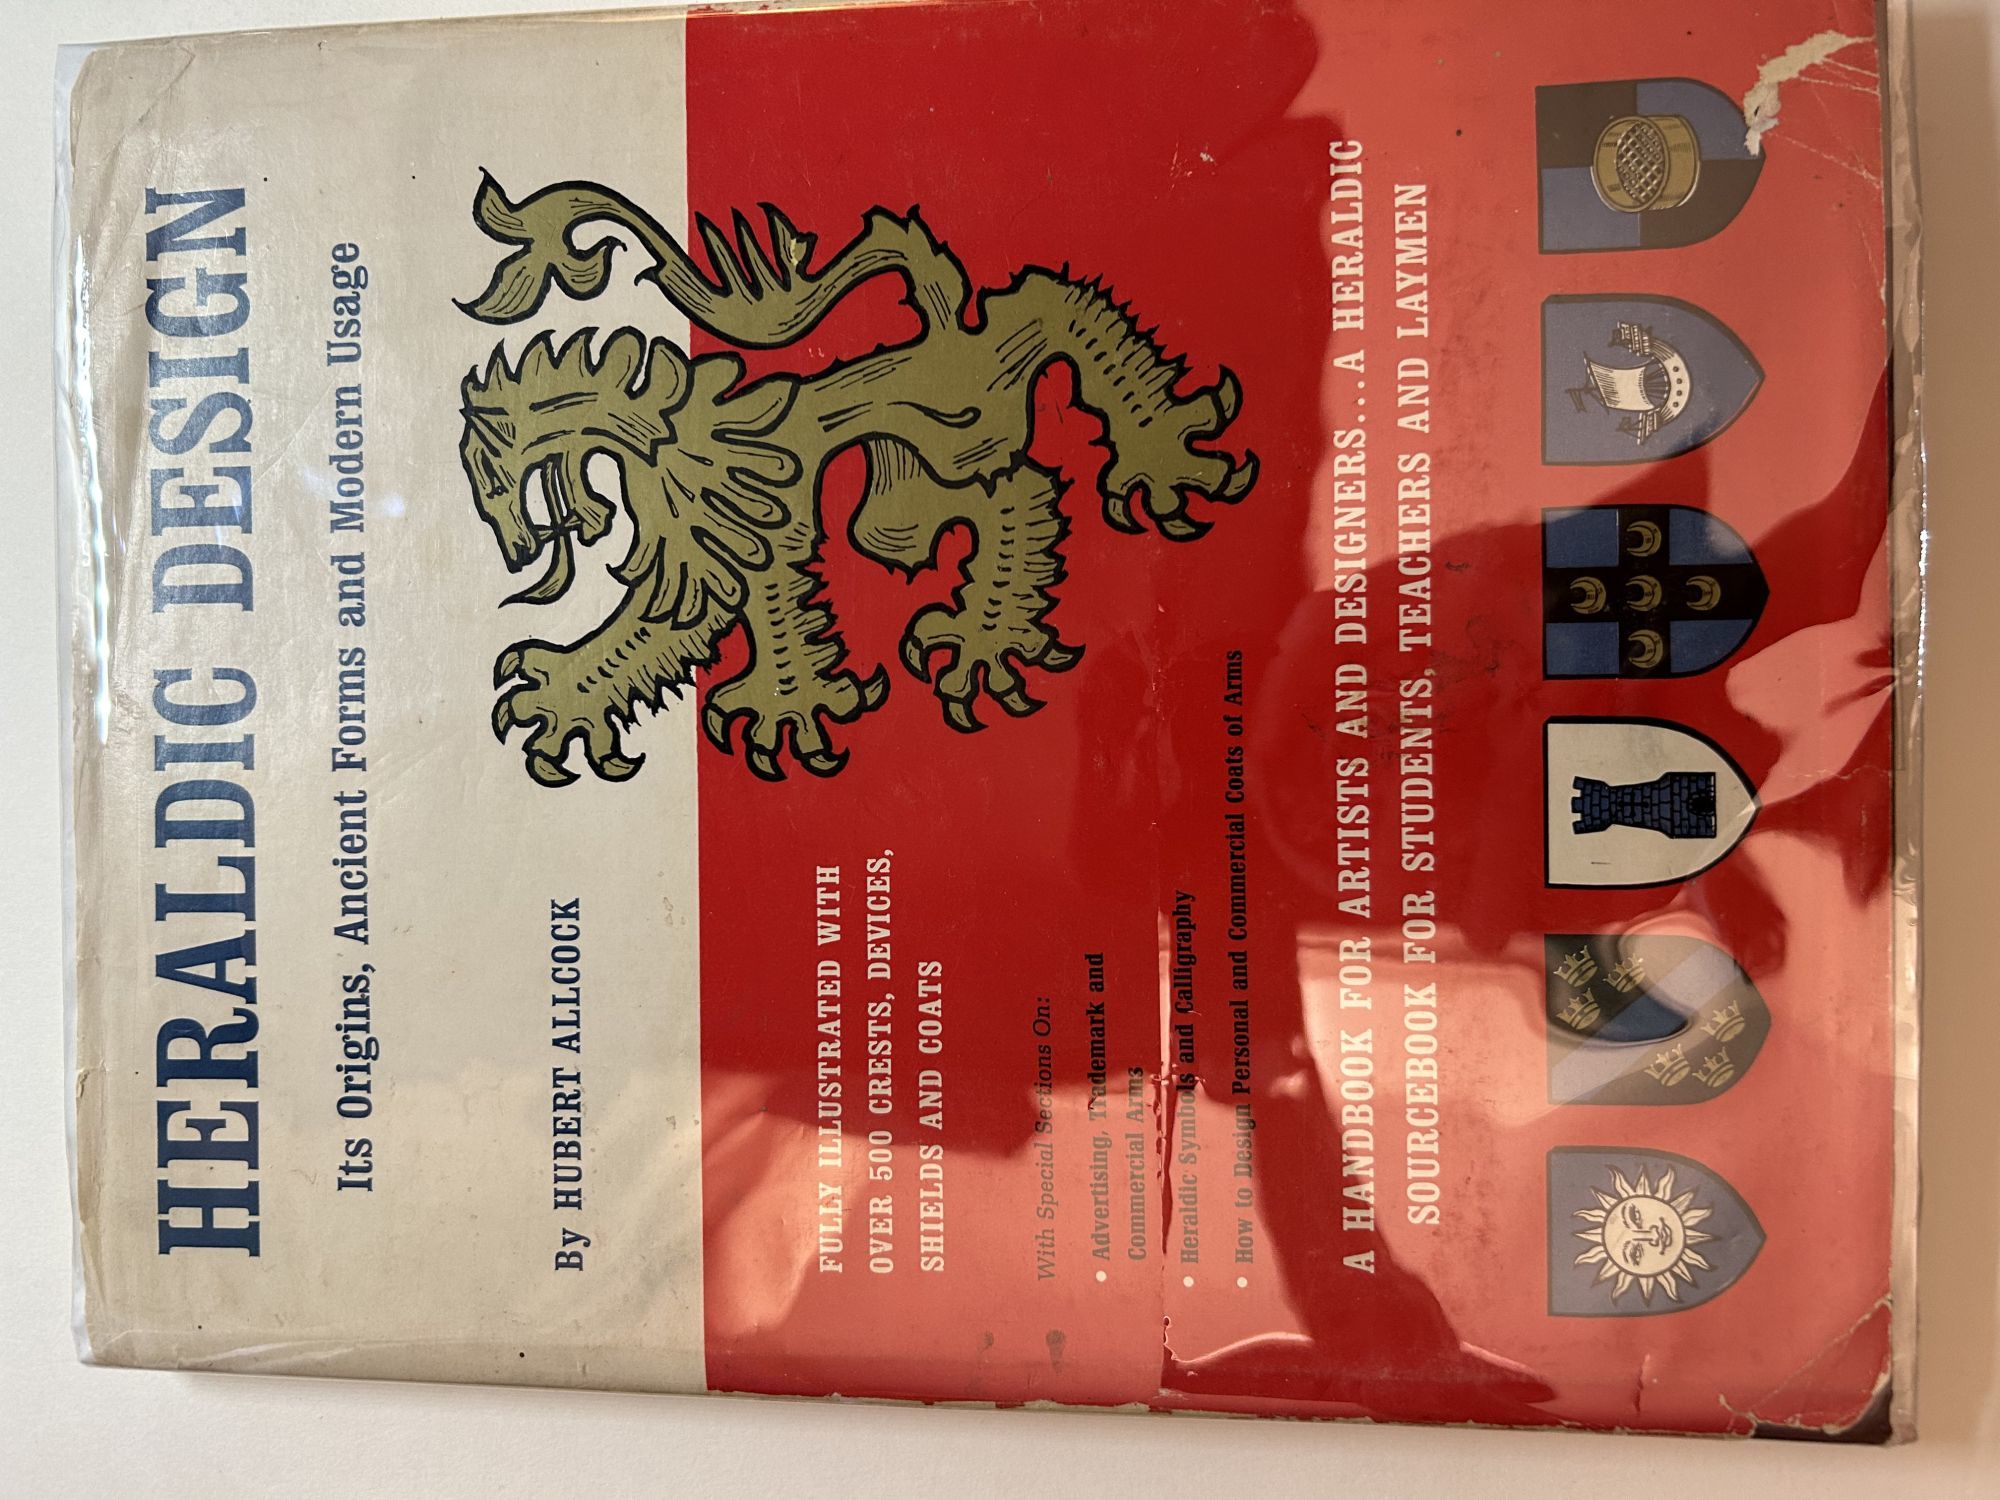 HERALDIC DESIGN
Its Origins, Ancient Forms and Modern Usage
By HUBERT ALLCOCK
FULLY ILLUSTRATED WITH
OVER 500 CRESTS, DEVICES,
SHIELDS AND COATS
With Special Sections On:
• Advertising, Trademark and
Commercial Arms
• Heraldic Symbols and Calligraphy
• How to Design Personal and Commercial Coats of Arms
A HANDBOOK FOR ARTISTS AND DESIGNERS...A HERALDIC
SOURCEBOOK FOR STUDENTS, TEACHERS AND LAYMEN